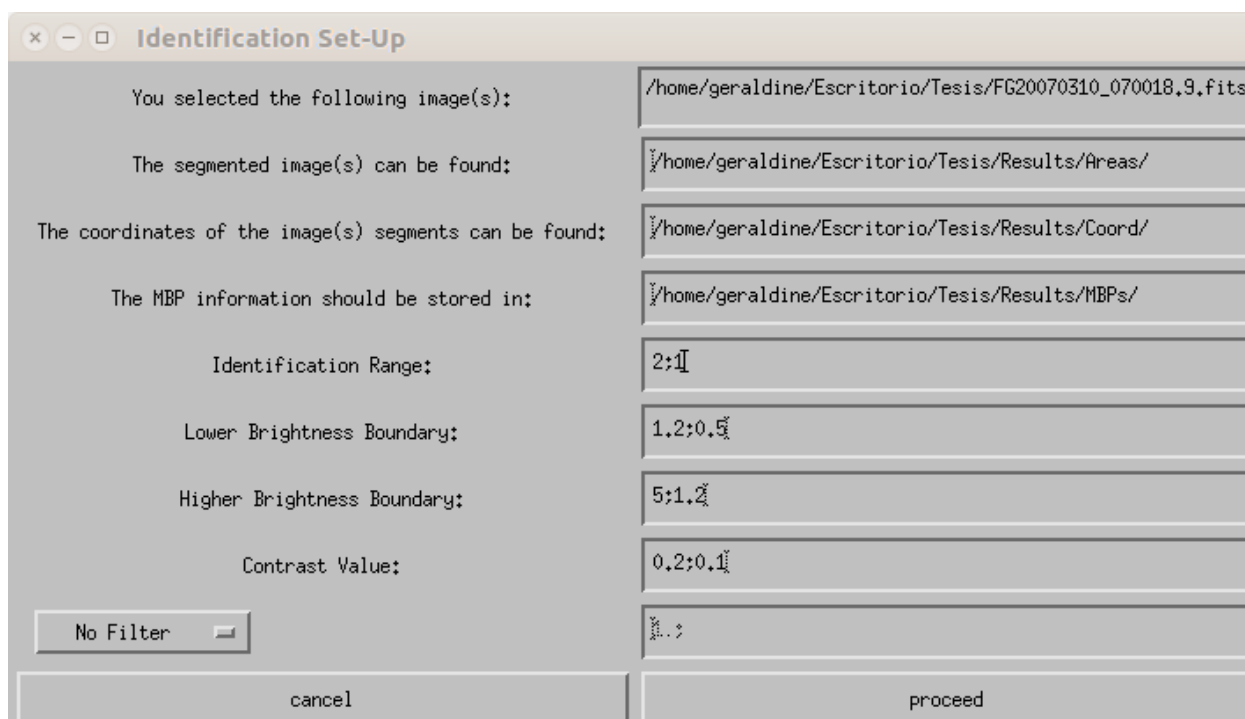 Identification Set-Up
You selected the following image(s): /home/geraldine/Escritorio/Tesis/FG20070310_070018.9.fits
The segmented image(s) can be found: /home/geraldine/Escritorio/Tesis/Results/Areas/
The coordinates of the image(s) segments can be found: /home/geraldine/Escritorio/Tesis/Results/Coord/
The MBP information should be stored in: /home/geraldine/Escritorio/Tesis/Results/MBPs/
Identification Range: 2;1
Lower Brightness Boundary: 1.2;0.5
Higher Brightness Boundary: 5;1.2
Contrast Value: 0.2;0.1
No Filter
cancel proceed